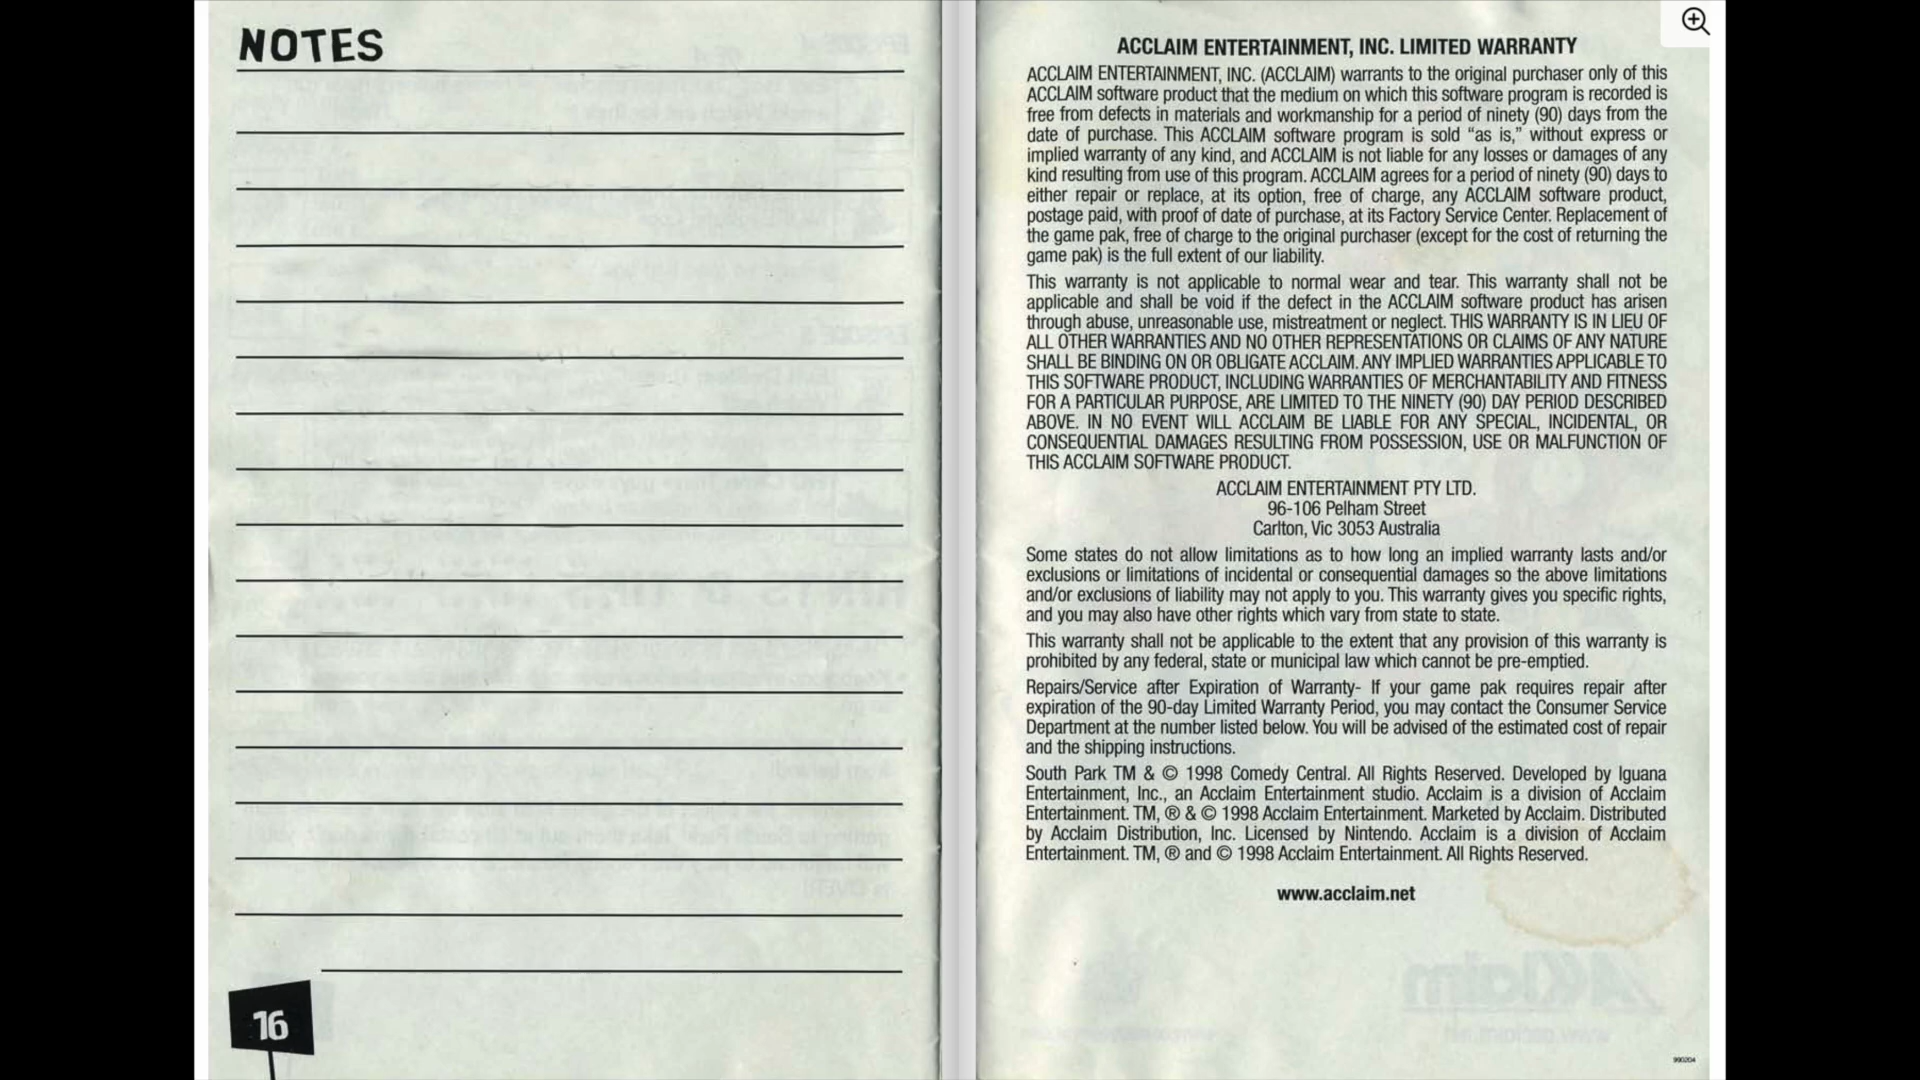 NOTES
16
ACCLAIM ENTERTAINMENT, INC. LIMITED WARRANTY
ACCLAIM ENTERTAINMENT, INC. (ACCLAIM) warrants to the original purchaser only of this
ACCLAIM software product that the medium on which this software program is recorded is
free from defects in materials and workmanship for a period of ninety (90) days from the
date of purchase. This ACCLAIM software program is sold “as is,” without express or
implied warranty of any kind, and ACCLAIM is not liable for any losses or damages of any
kind resulting from use of this program. ACCLAIM agrees for a period of ninety (90) days to
either repair or replace, at its option, free of charge, any ACCLAIM software product,
postage paid, with proof of date of purchase, at its Factory Service Center. Replacement of
the game pak, free of charge to the original purchaser (except for the cost of returning the
game pak) is the full extent of our liability.
This warranty is not applicable to normal wear and tear. This warranty shall not be
applicable and shall be void if the defect in the ACCLAIM software product has arisen
through abuse, unreasonable use, mistreatment or neglect. THIS WARRANTY IS IN LIEU OF
ALL OTHER WARRANTIES AND NO OTHER REPRESENTATIONS OR CLAIMS OF ANY NATURE
SHALL BE BINDING ON OR OBLIGATE ACCLAIM. ANY IMPLIED WARRANTIES APPLICABLE TO
THIS SOFTWARE PRODUCT, INCLUDING WARRANTIES OF MERCHANTABILITY AND FITNESS
FOR A PARTICULAR PURPOSE, ARE LIMITED TO THE NINETY (90) DAY PERIOD DESCRIBED
ABOVE. IN NO EVENT WILL ACCLAIM BE LIABLE FOR ANY SPECIAL, INCIDENTAL, OR
CONSEQUENTIAL DAMAGES RESULTING FROM POSSESSION, USE OR MALFUNCTION OF
THIS ACCLAIM SOFTWARE PRODUCT.
ACCLAIM ENTERTAINMENT PTY LTD.
96-106 Pelham Street
Carlton, Vic 3053 Australia
Some states do not allow limitations as to how long an implied warranty lasts and/or
exclusions or limitations of incidental or consequential damages so the above limitations
and/or exclusions of liability may not apply to you. This warranty gives you specific rights,
and you may also have other rights which vary from state to state.
This warranty shall not be applicable to the extent that any provision of this warranty is
prohibited by any federal, state or municipal law which cannot be pre-emptied.
Repairs/Service after Expiration of Warranty- If your game pak requires repair after
expiration of the 90-day Limited Warranty Period, you may contact the Consumer Service
Department at the number listed below. You will be advised of the estimated cost of repair
and the shipping instructions.
South Park TM & © 1998 Comedy Central. All Rights Reserved. Developed by Iguana
Entertainment, Inc., an Acclaim Entertainment studio. Acclaim is a division of Acclaim
Entertainment. TM, ® & © 1998 Acclaim Entertainment. Marketed by Acclaim. Distributed
by Acclaim Distribution, Inc. Licensed by Nintendo. Acclaim is a division of Acclaim
Entertainment. TM, ® and © 1998 Acclaim Entertainment. All Rights Reserved.
www.acclaim.net